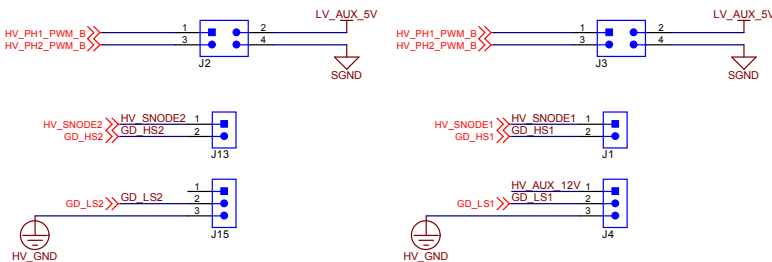 LV_AUX_5V
LV_AUX_5V
HV_PH1_PWM_B 1 2
HV_PH2_PWM_B 3 4
J2
SGND
HV_PH1_PWM_B 1 2
HV_PH2_PWM_B 3 4
J3
SGND
HV_SNODE2 HV_SNODE2 1
GD_HS2 GD_HS2 2
J13
HV_SNODE1 HV_SNODE1 1
GD_HS1 GD_HS1 2
J1
1
GD_LS2 GD_LS2 2
3
J15
HV_GND
HV_AUX_12V 1
GD_LS1 GD_LS1 2
3
J4
HV_GND